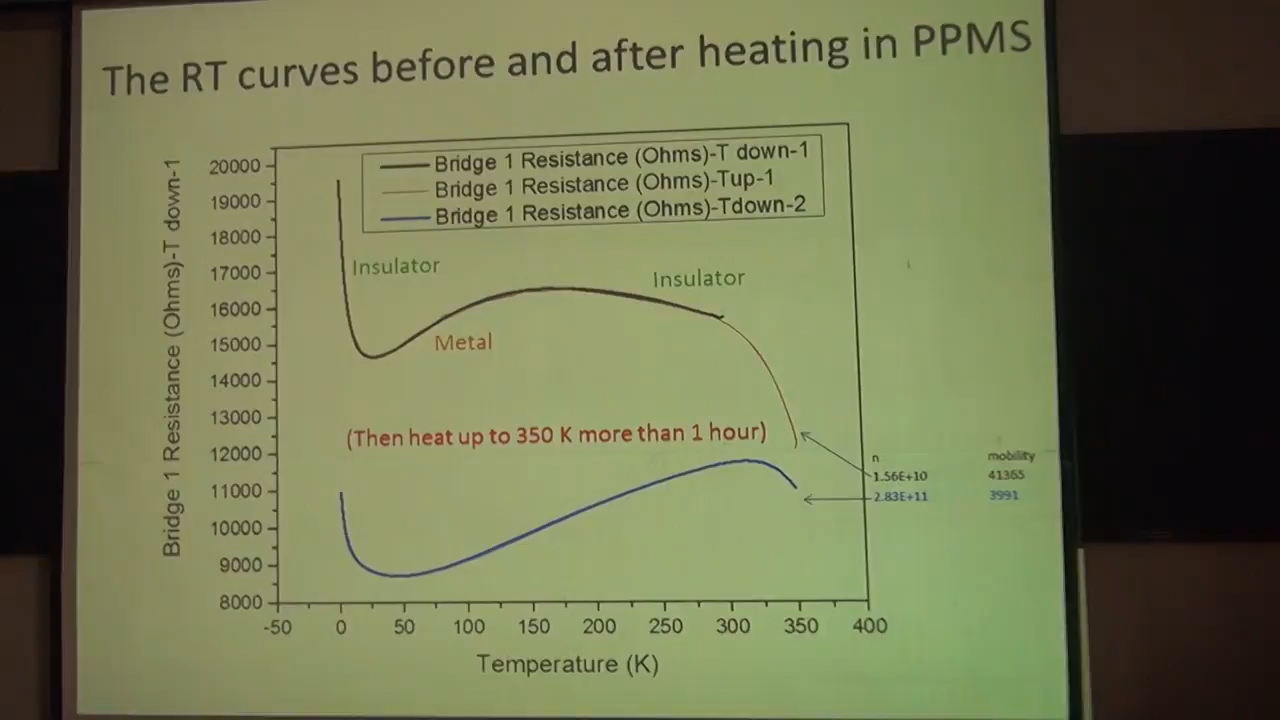 The RT curves before and after heating in PPMS
Bridge 1 Resistance (Ohms)-T down-1
20000
19000
18000
17000
16000
15000
14000
13000
12000
11000
10000
9000
8000
Bridge 1 Resistance (Ohms)-T down-1
Bridge 1 Resistance (Ohms)-Tup-1
Bridge 1 Resistance (Ohms)-Tdown-2
Insulator
Insulator
Metal
(Then heat up to 350 K more than 1 hour)
n mobility
1.56E+10 41365
2.83E+11 3991
-50 0 50 100 150 200 250 300 350 400
Temperature (K)